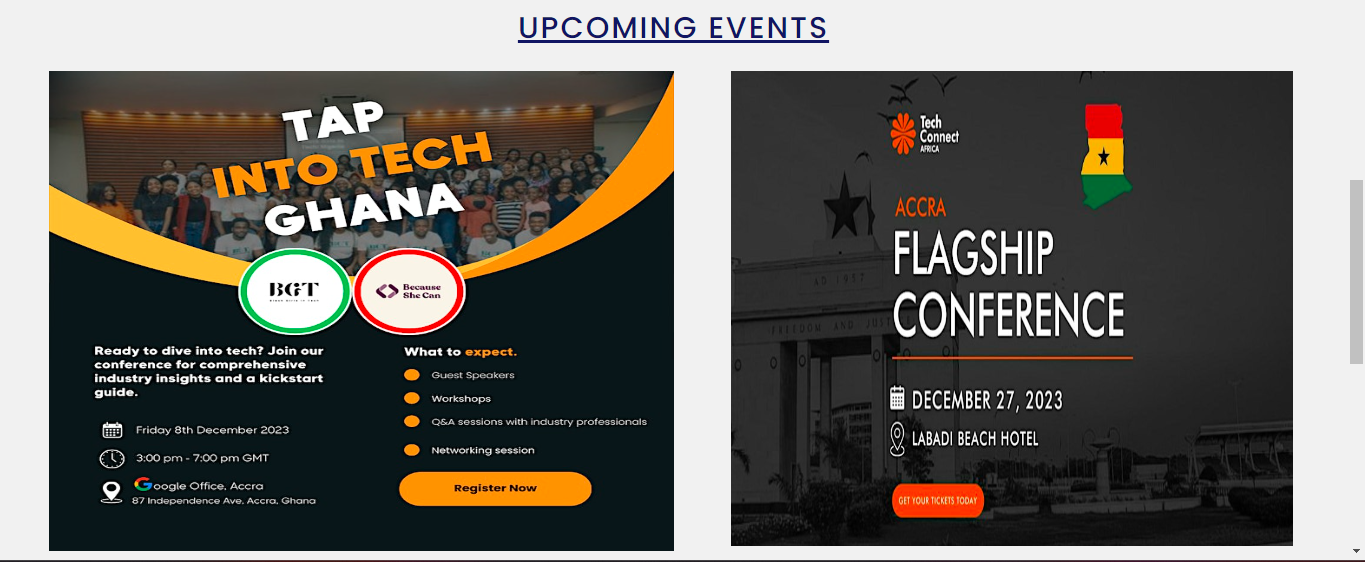 UPCOMING EVENTS
TAP
INTO TECH
GHANA
BGT
Because
She Can
Ready to dive into tech? Join our
conference for comprehensive
industry insights and a kickstart
guide.
Friday 8th December 2023
3:00 pm - 7:00 pm GMT
Google Office, Accra
87 Independence Ave, Accra, Ghana
What to expect.
Guest Speakers
Workshops
Q&A sessions with industry professionals
Networking session
Register Now
Tech
Connect
AFRICA
ACCRA
FLAGSHIP
CONFERENCE
AD 1957
FREEDOM AND JUST
DECEMBER 27, 2023
LABADI BEACH HOTEL
GET YOUR TICKETS TODAY